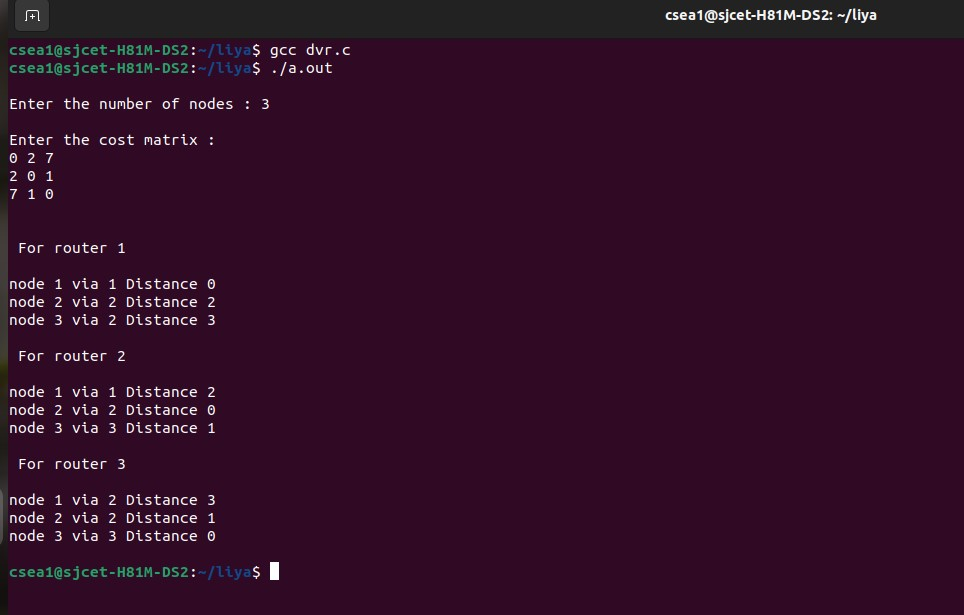 csea1@sjcet-H81M-DS2: ~/liya
csea1@sjcet-H81M-DS2:~/liya$ gcc dvr.c
csea1@sjcet-H81M-DS2:~/liya$ ./a.out
Enter the number of nodes : 3
Enter the cost matrix :
0 2 7
2 0 1
7 1 0
For router 1
node 1 via 1 Distance 0
node 2 via 2 Distance 2
node 3 via 2 Distance 3
For router 2
node 1 via 1 Distance 2
node 2 via 2 Distance 0
node 3 via 3 Distance 1
For router 3
node 1 via 2 Distance 3
node 2 via 2 Distance 1
node 3 via 3 Distance 0
csea1@sjcet-H81M-DS2:~/liya$